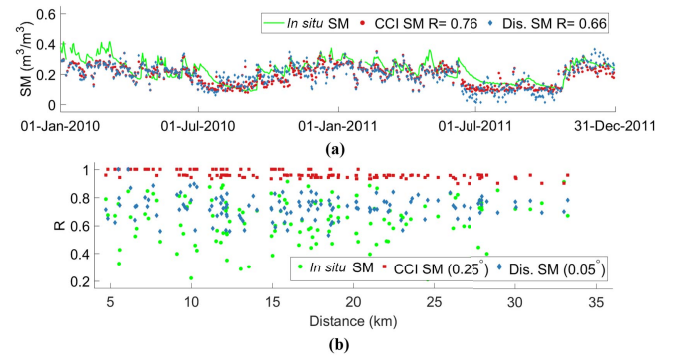 0.6
In situ SM CCI SM R= 0.76 Dis. SM R= 0.66
0.4
0.2
0
SM (m³/m³)
01-Jan-2010 01-Jul-2010 01-Jan-2011 01-Jul-2011 31-Dec-2011
(a)
1
0.8
0.6
0.4
0.2
R
In situ SM CCI SM (0.25°) Dis. SM (0.05°)
5 10 15 20 25 30 35
Distance (km)
(b)